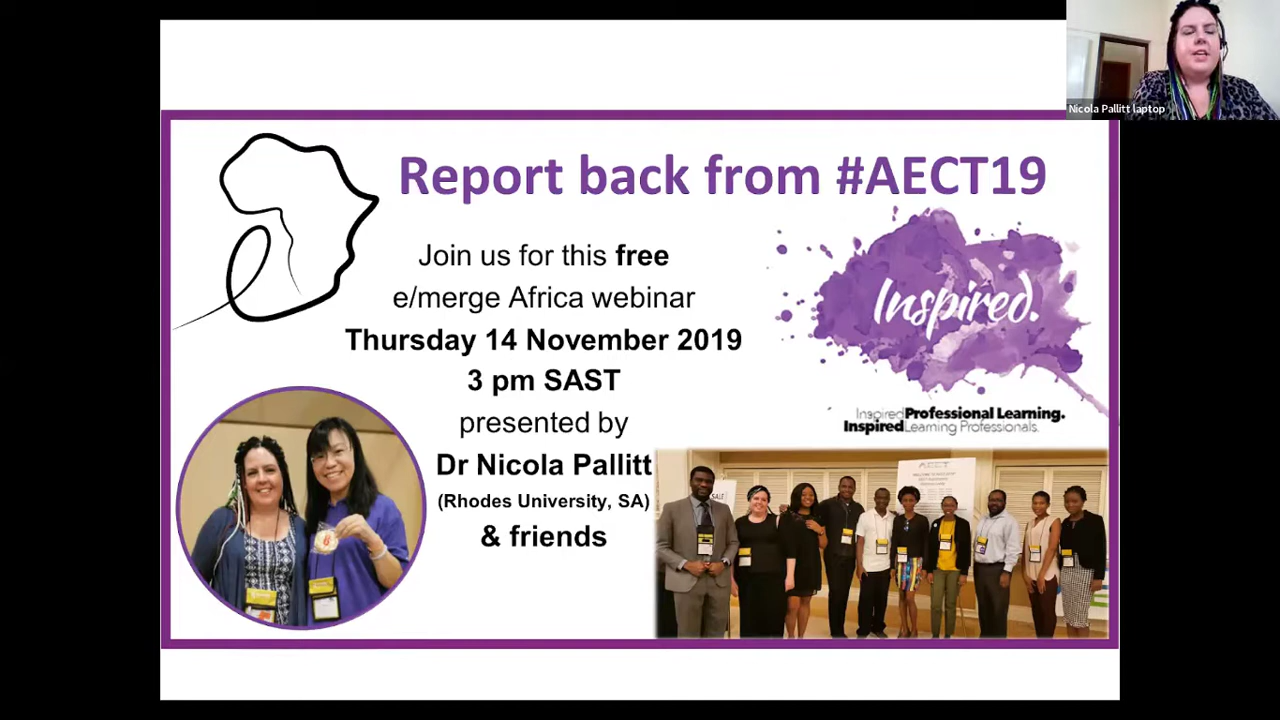 Nicola Pallitt laptop
Report back from #AECT19
Join us for this free
e/merge Africa webinar
Thursday 14 November 2019
3 pm SAST
presented by
Dr Nicola Pallitt
(Rhodes University, SA)
& friends
Inspired.
Inspired Professional Learning.
Inspired Learning Professionals.